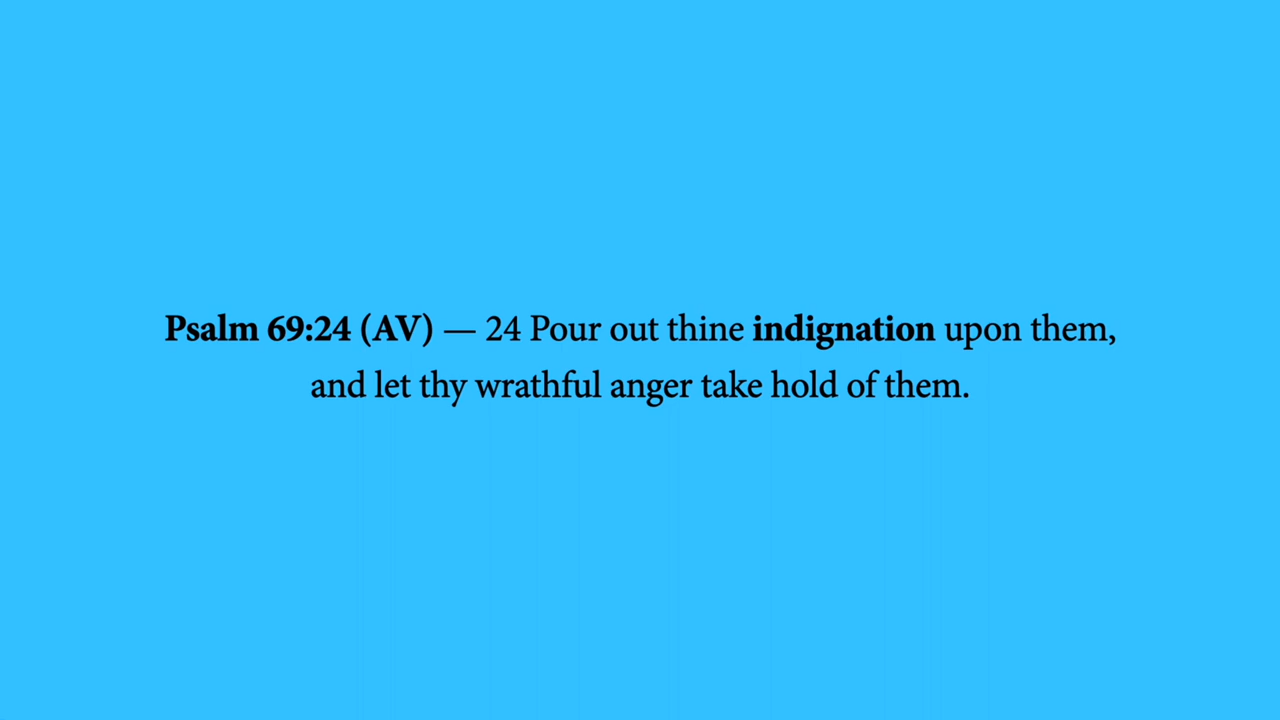 Psalm 69:24 (AV) — 24 Pour out thine indignation upon them,
and let thy wrathful anger take hold of them.